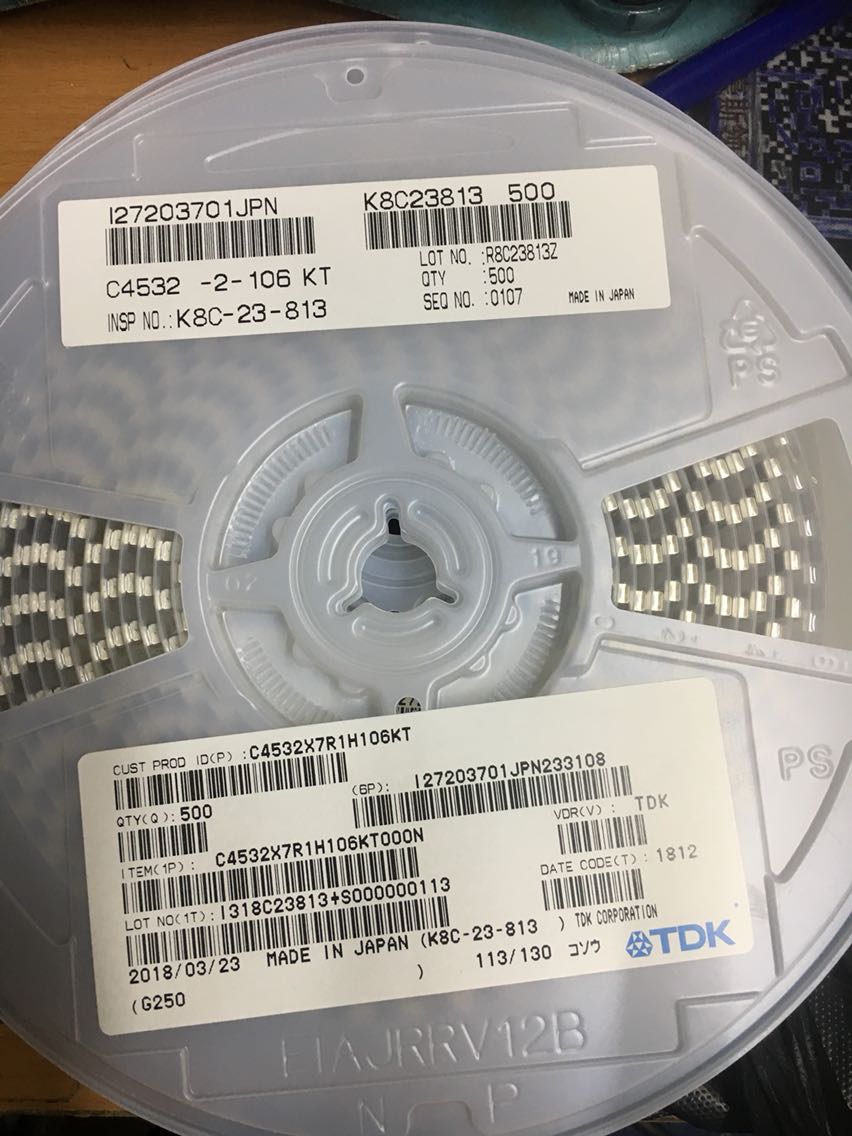 I27203701JPN
K8C23813 500
C4532 -2-106 KT
LOT NO. :R8C23813Z
QTY :500
INSP NO.:K8C-23-813
SEQ NO. :0107
MADE IN JAPAN
PS
07
19
PS
CUST PROD ID(P) :C4532X7R1H106KT
(6P): I27203701JPN233108
QTY(Q):500
VDR(V) : TDK
ITEM(1P): C4532X7R1H106KT000N
DATE CODE(T): 1812
LOT NO(1T):I318C23813+S000000113
MADE IN JAPAN (K8C-23-813 ) TDK CORPORATION
2018/03/23 ) 113/130 コソウ
TDK
(G250
EIAJRRV12B
N P